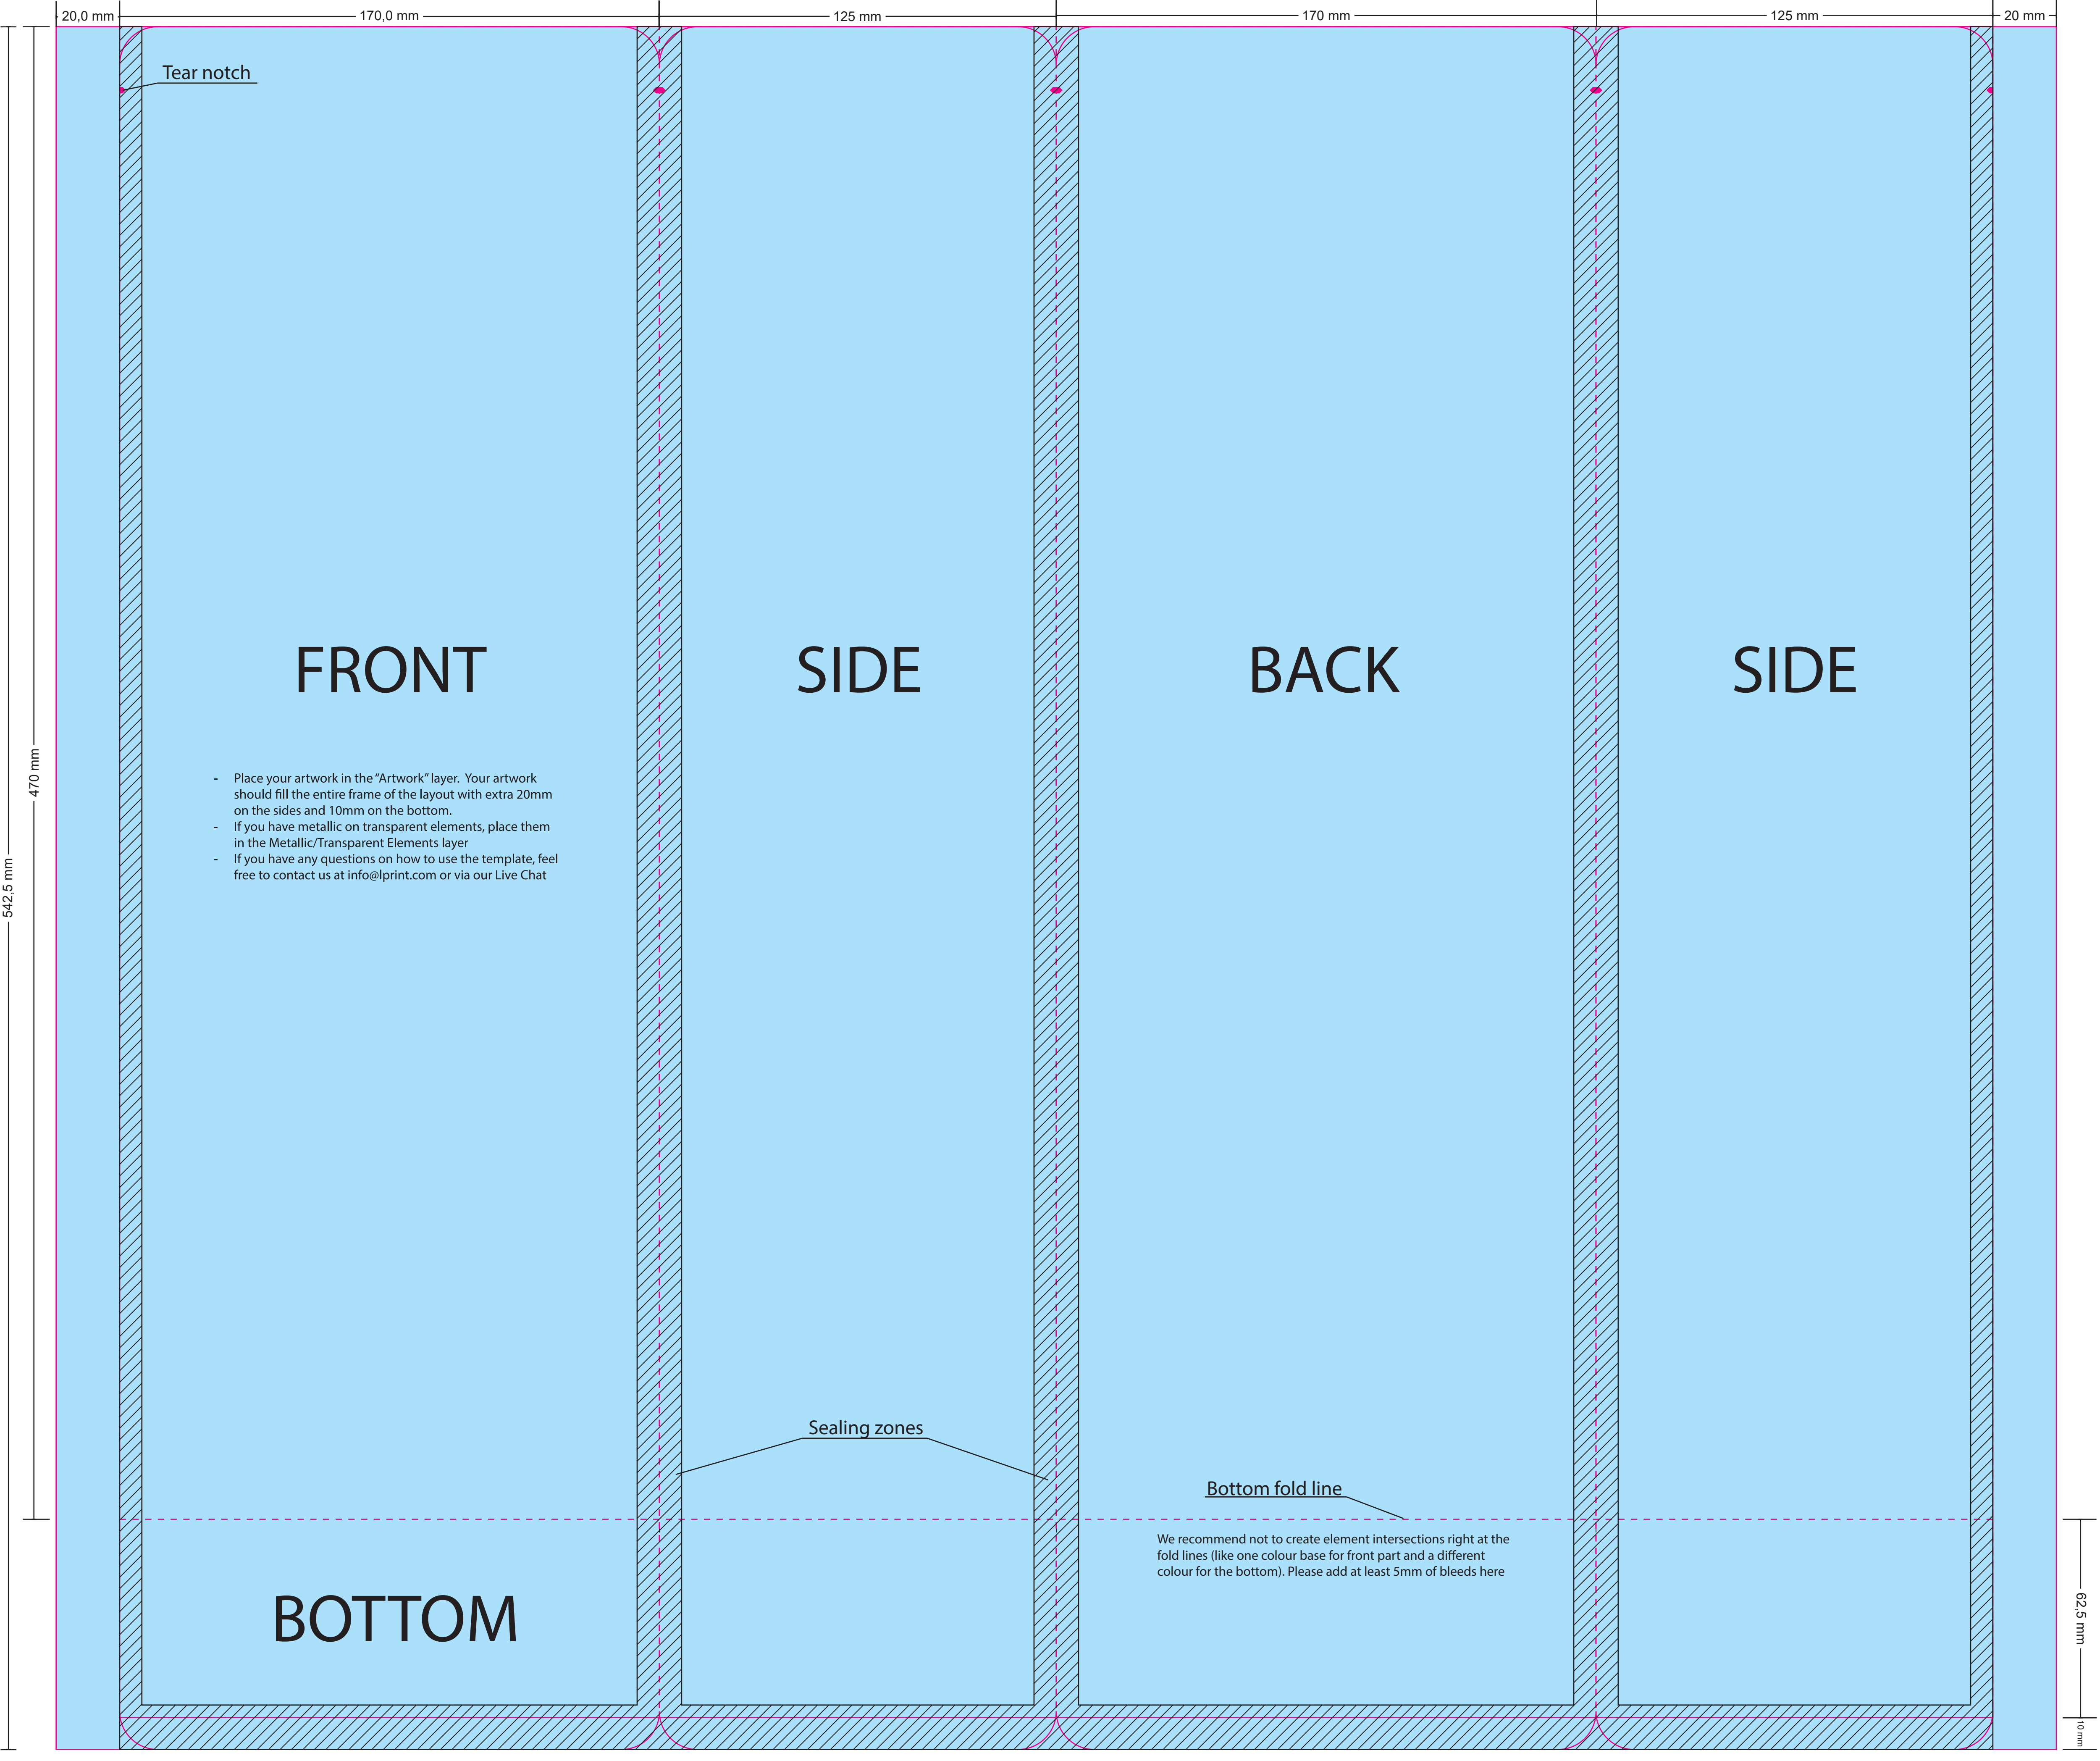 20,0 mm
170,0 mm
125 mm
170 mm
125 mm
20 mm
Tear notch
FRONT
SIDE
BACK
SIDE
- Place your artwork in the “Artwork” layer. Your artwork
should fill the entire frame of the layout with extra 20mm
on the sides and 10mm on the bottom.
- If you have metallic on transparent elements, place them
in the Metallic/Transparent Elements layer
- If you have any questions on how to use the template, feel
free to contact us at info@lprint.com or via our Live Chat
470 mm
542,5 mm
Sealing zones
Bottom fold line
We recommend not to create element intersections right at the
fold lines (like one colour base for front part and a different
colour for the bottom). Please add at least 5mm of bleeds here
BOTTOM
62,5 mm
10 mm